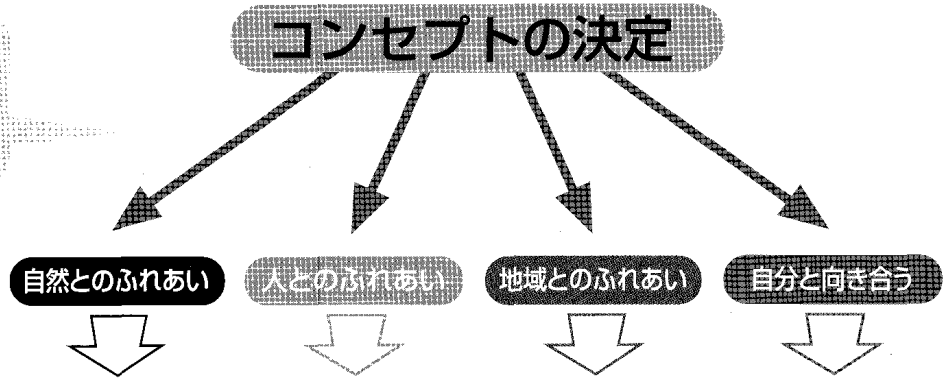 コンセプトの決定
自然とのふれあい
人とのふれあい
地域とのふれあい
自分と向き合う